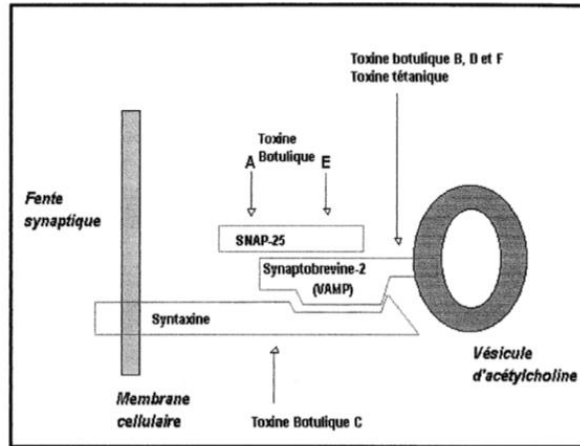 Toxine botulique B, D et F
Toxine tétanique
Toxine
Botulique
A
E
Fente
synaptique
SNAP-25
Synaptobrevine-2
(VAMP)
Syntaxine
Vésicule
d'acétylcholine
Membrane
cellulaire
Toxine Botulique C